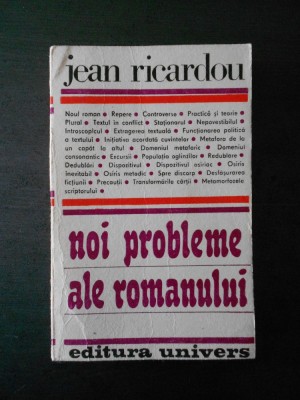 jean ricardou
Noul roman • Repere • Controverse • Practică și teorie •
Plural • Textul în conflict • Staționarul • Nepovestibilul •
Introscopicul • Estragerea textuală • Funcționarea politică
a textului • Inițiativa acordată cuvintelor • Metafora de la
un capăt la altul • Domeniul metaforic • Domeniul
consonantic • Excursii • Populația oglinzilor • Redublare •
Dedublări • Dispozitivul • Dispozitivul osiriac • Osiris
inevitabil • Osiris metodic • Spre discorp • Desfășurarea
ficțiunii • Precauții • Transformările cărții • Metamorfozele
scriptorului •
noi probleme
ale romanului
editura univers